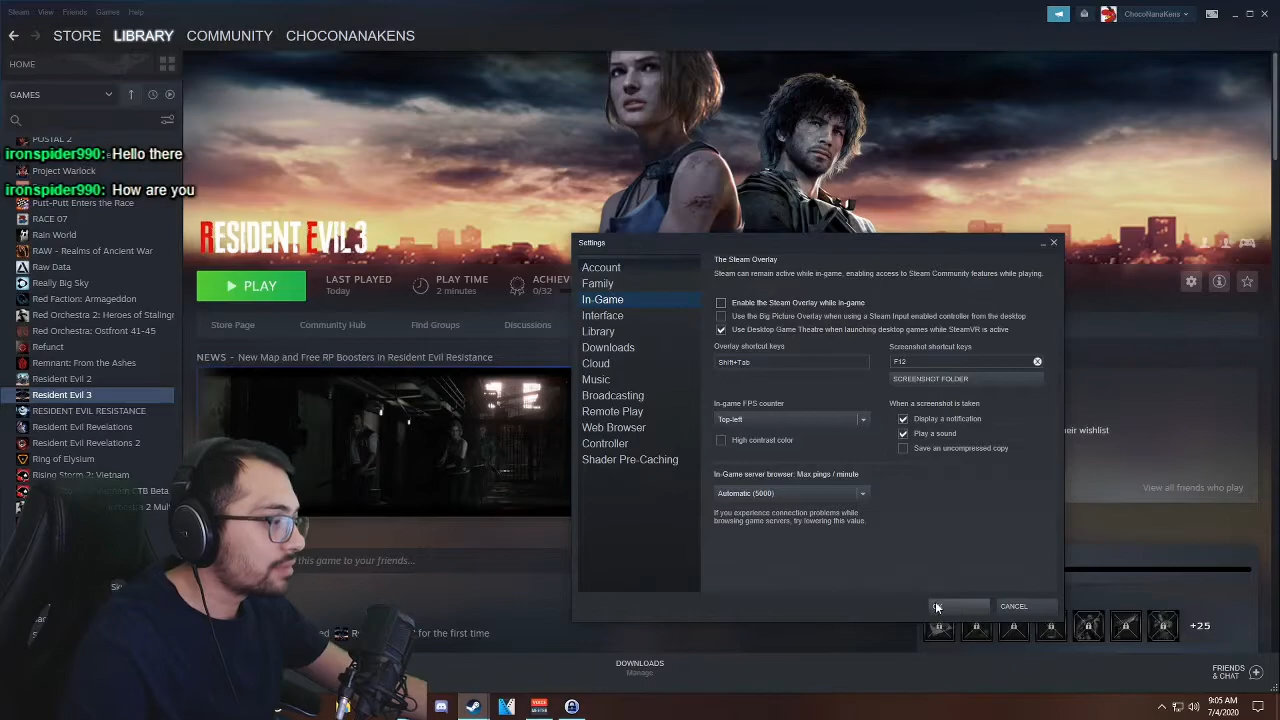 Steam View Friends Games Help
ChocoNanaKens
STORE LIBRARY COMMUNITY CHOCONANAKENS
HOME
GAMES
POSTAL 2
ironspider990: Hello there
Project Warlock
ironspider990: How are you
Putt-Putt Enters the Race
RACE 07
Rain World
RAW - Realms of Ancient War
Raw Data
Really Big Sky
Red Faction: Armageddon
Red Orchestra 2: Heroes of Stalingr
Red Orchestra: Ostfront 41-45
Refunct
Remnant: From the Ashes
Resident Evil 2
Resident Evil 3
RESIDENT EVIL RESISTANCE
Resident Evil Revelations
Resident Evil Revelations 2
Ring of Elysium
Rising Storm 2: Vietnam
CTB Beta
2 Mul
RESIDENT EVIL 3
PLAY
LAST PLAYED
Today
PLAY TIME
2 minutes
ACHIEV
0/32
Store Page Community Hub Find Groups Discussions
NEWS - New Map and Free RP Boosters In Resident Evil Resistance
this game to your friends...
for the first time
Settings
Account
Family
In-Game
Interface
Library
Downloads
Cloud
Music
Broadcasting
Remote Play
Web Browser
Controller
Shader Pre-Caching
The Steam Overlay
Steam can remain active while in-game, enabling access to Steam Community features while playing.
Enable the Steam Overlay while in-game
Use the Big Picture Overlay when using a Steam Input enabled controller from the desktop
Use Desktop Game Theatre when launching desktop games while SteamVR is active
Overlay shortcut keys
Shift+Tab
Screenshot shortcut keys
F12
SCREENSHOT FOLDER
In-game FPS counter
Top-left
High contrast color
When a screenshot is taken
Display a notification
Play a sound
Save an uncompressed copy
In-Game server browser: Max pings / minute
Automatic (5000)
If you experience connection problems while
browsing game servers, try lowering this value.
CANCEL
heir wishlist
View all friends who play
+25
DOWNLOADS
Manage
FRIENDS
& CHAT
9:05 AM
7/4/2020